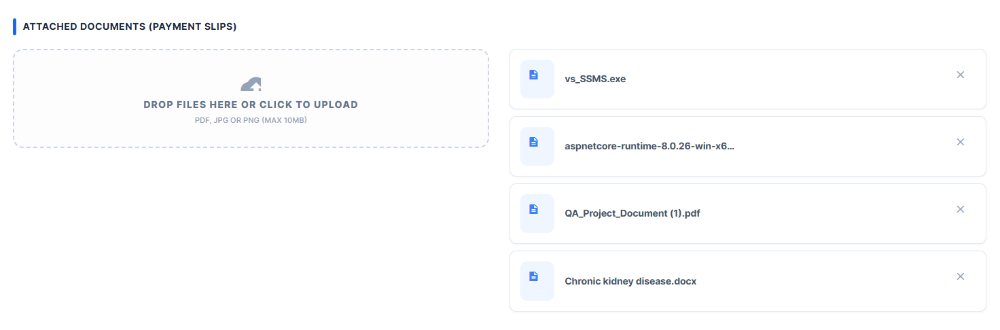 ATTACHED DOCUMENTS (PAYMENT SLIPS)
DROP FILES HERE OR CLICK TO UPLOAD
PDF, JPG OR PNG (MAX 10MB)
vs_SSMS.exe
aspnetcore-runtime-8.0.26-win-x6...
QA_Project_Document (1).pdf
Chronic kidney disease.docx